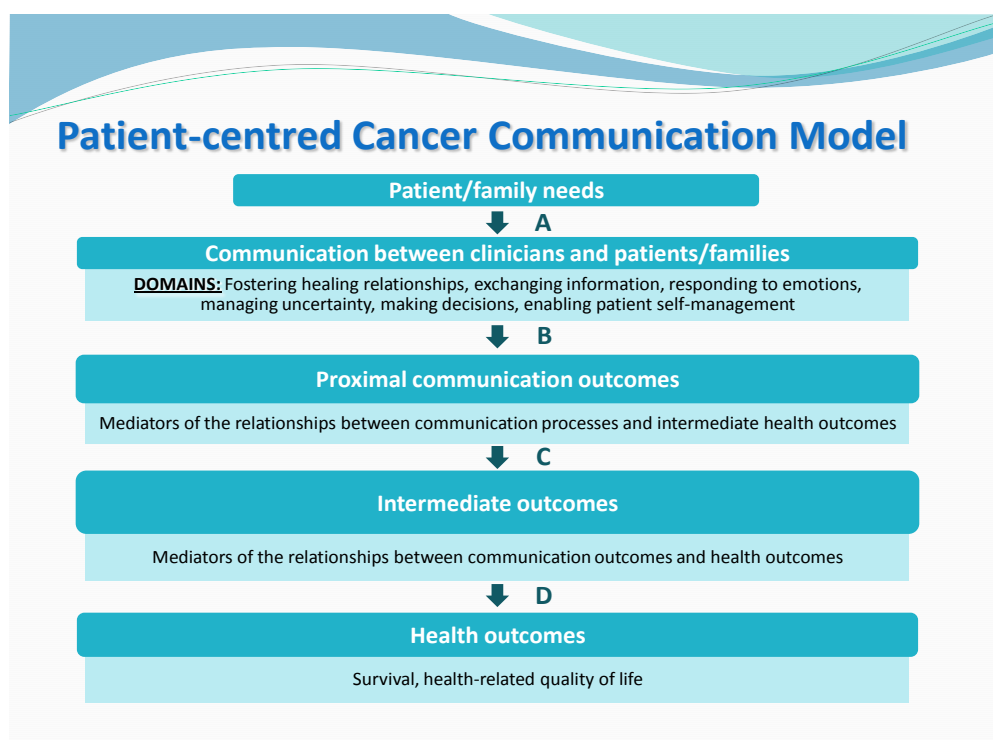 Patient-centred Cancer Communication Model
Patient/family needs
A
Communication between clinicians and patients/families
DOMAINS: Fostering healing relationships, exchanging information, responding to emotions,
managing uncertainty, making decisions, enabling patient self-management
B
Proximal communication outcomes
Mediators of the relationships between communication processes and intermediate health outcomes
C
Intermediate outcomes
Mediators of the relationships between communication outcomes and health outcomes
D
Health outcomes
Survival, health-related quality of life